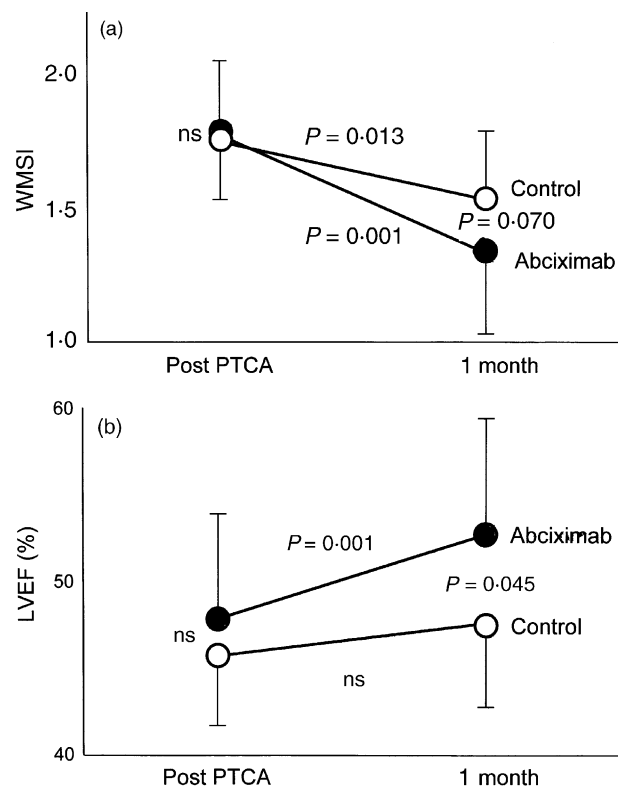 (a)
2·0
ns
P = 0·013
WMSI
Control
1·5
P = 0·070
P = 0·001
Abciximab
1·0
Post PTCA
1 month
60
(b)
P = 0·001
Abciximab
LVEF (%)
50
P = 0·045
ns
Control
ns
40
Post PTCA
1 month